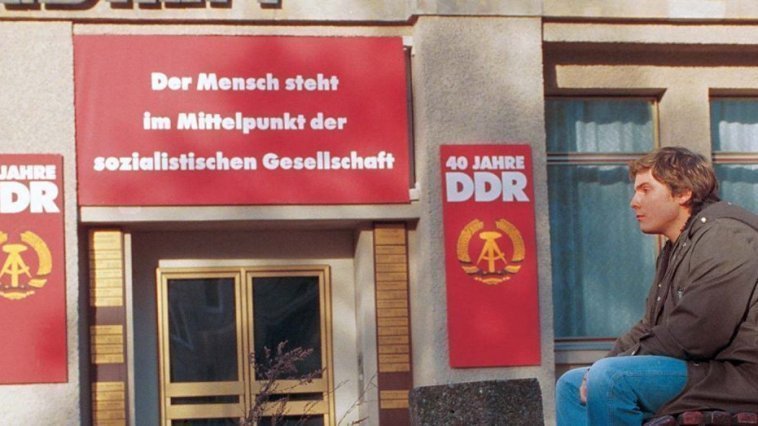 Der Mensch steht
im Mittelpunkt der
sozialistischen Gesellschaft
JAHRE
DDR
40 JAHRE
DDR